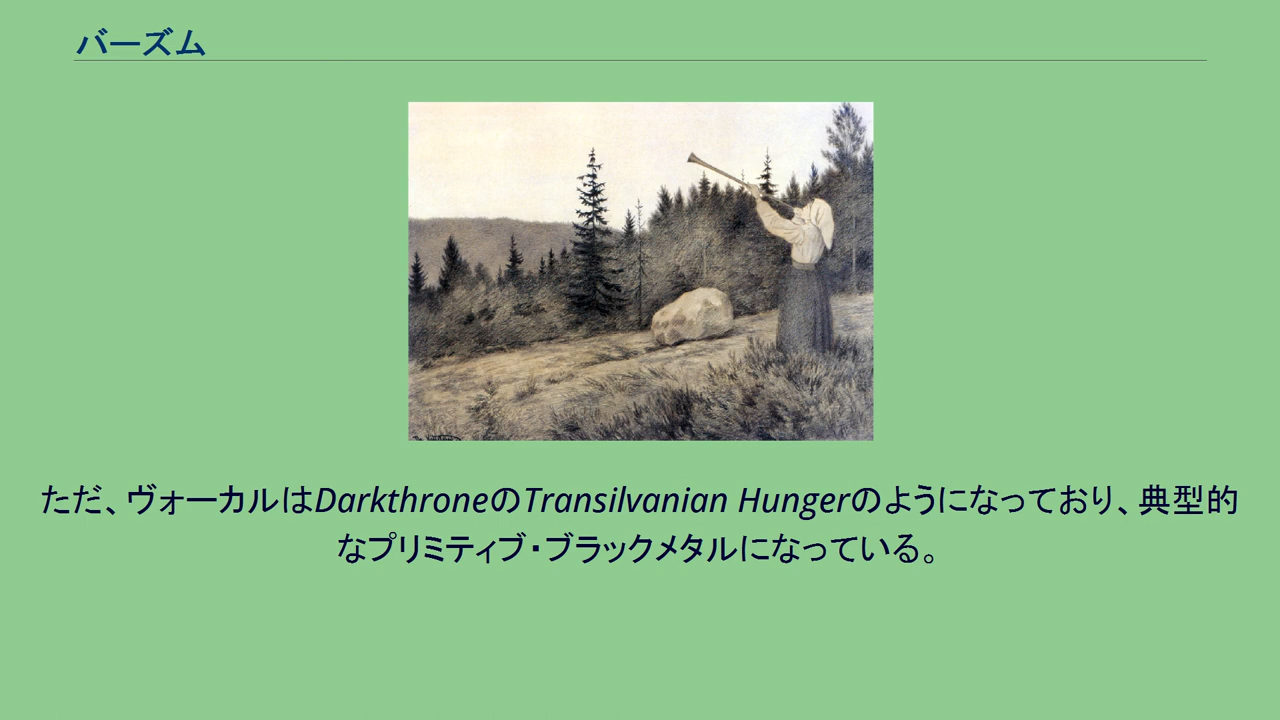 バーズム
ただ、ヴォーカルはDarkthroneのTransilvanian Hungerのようになっており、典型的
なプリミティブ・ブラックメタルになっている。